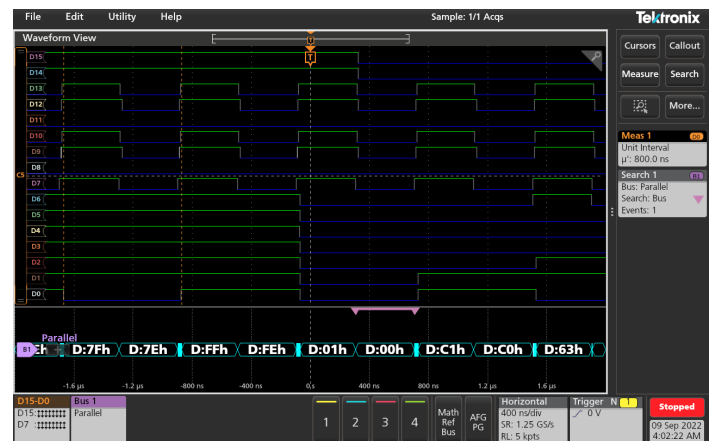 File Edit Utility Help Sample: 1/1 Acqs Tektronix
Waveform View
T
T
D15
D14
D13
D12
D11
D10
D9
D8
C5
D7
D6
D5
D4
D3
D2
D1
D0
Parallel
B1 Eh + D:7Fh D:7Eh D:FFh D:FEh D:01h D:00h D:C1h D:C0h D:63h
-1.6 µs -1.2 µs -800 ns -400 ns 0 s 400 ns 800 ns 1.2 µs 1.6 µs
Cursors Callout
Measure Search
More...
Meas 1 D0
Unit Interval
µ': 800.0 ns
Search 1 B1
Bus: Parallel
Search: Bus
Events: 1
D15-D0
D15:
D7 :
Bus 1
Parallel
1 2 3 4
Math
Ref
Bus
AFG
PG
Horizontal
400 ns/div
SR: 1.25 GS/s
RL: 5 kpts
Trigger N 1
0 V
Stopped
09 Sep 2022
4:02:22 AM